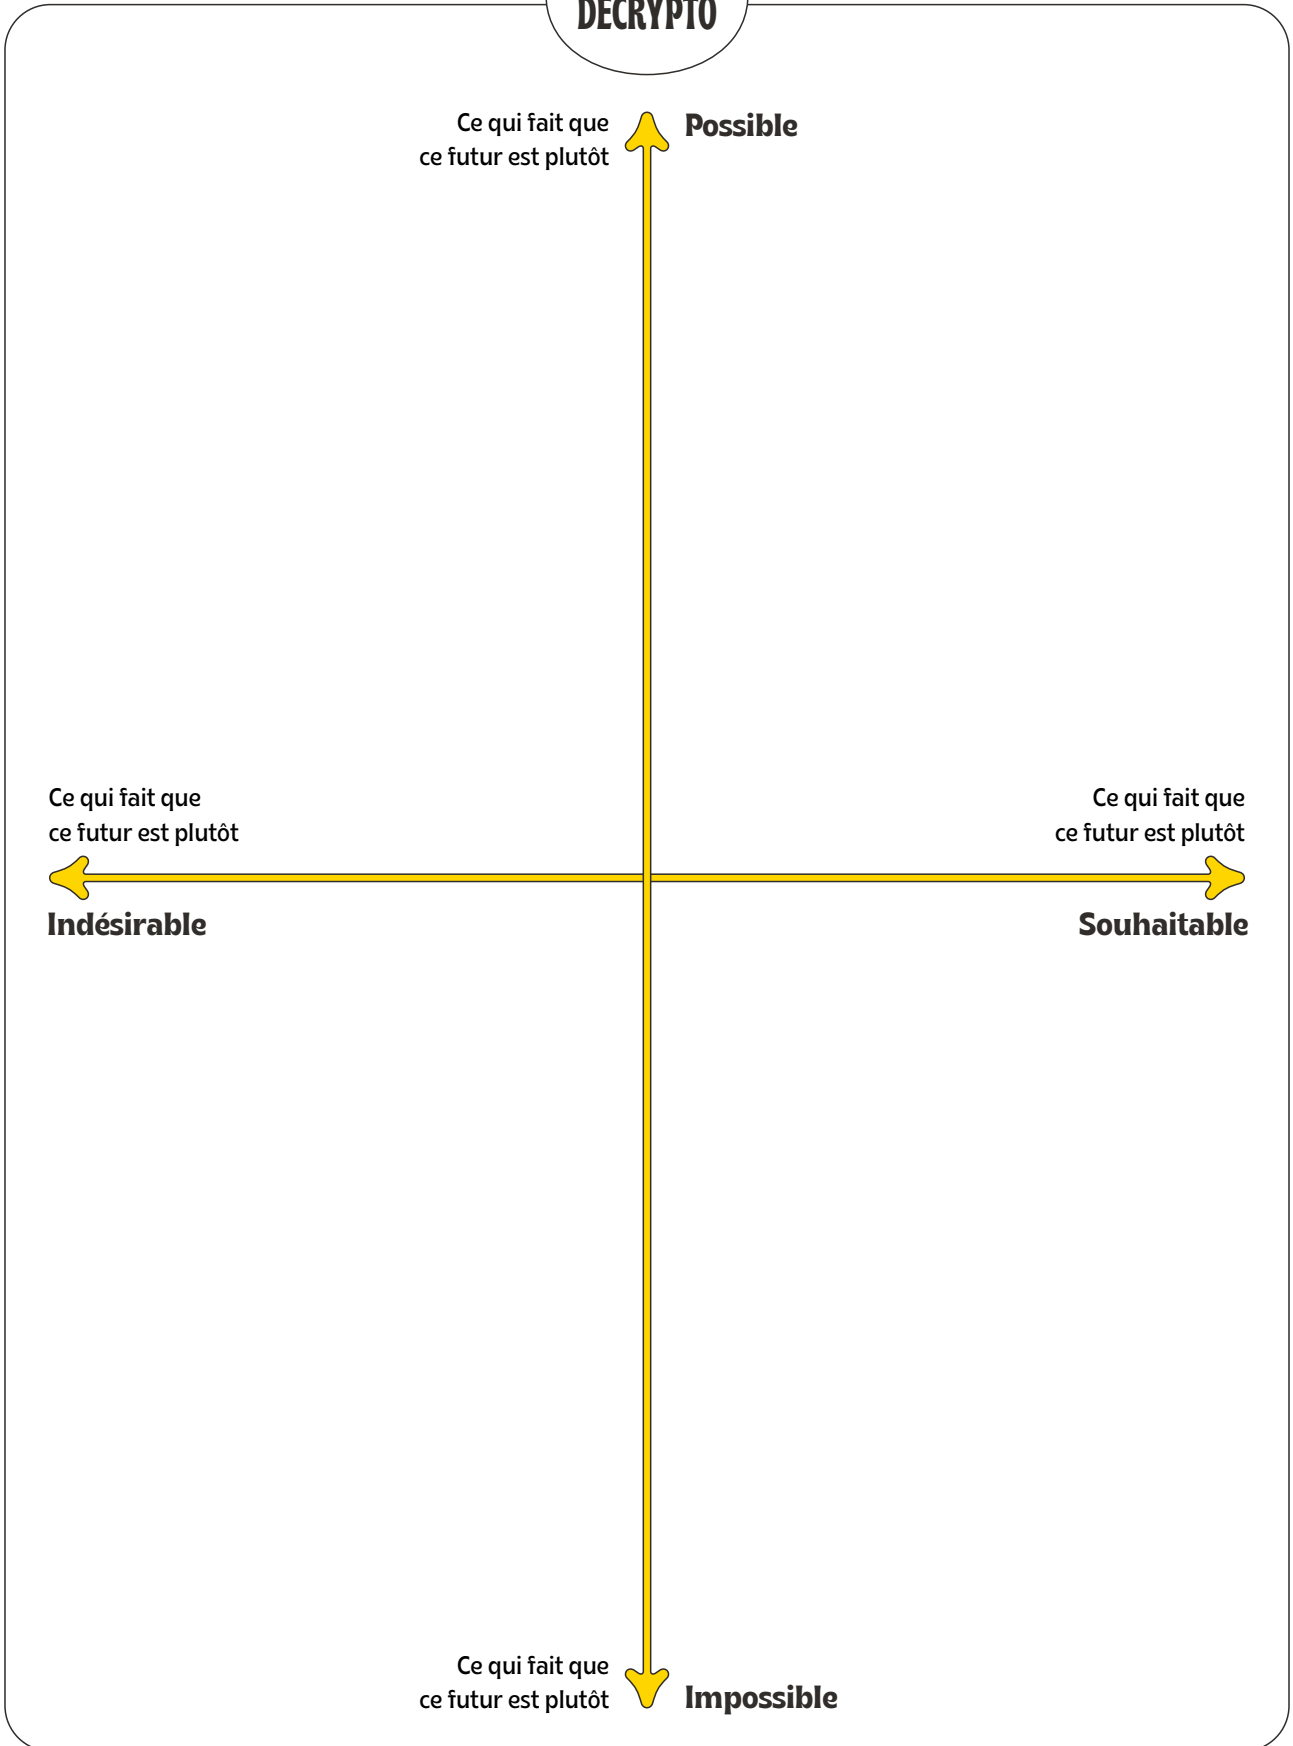 DECRYPTO
Ce qui fait que
ce futur est plutôt
Possible
Ce qui fait que
ce futur est plutôt
Indésirable
Ce qui fait que
ce futur est plutôt
Souhaitable
Ce qui fait que
ce futur est plutôt
Impossible